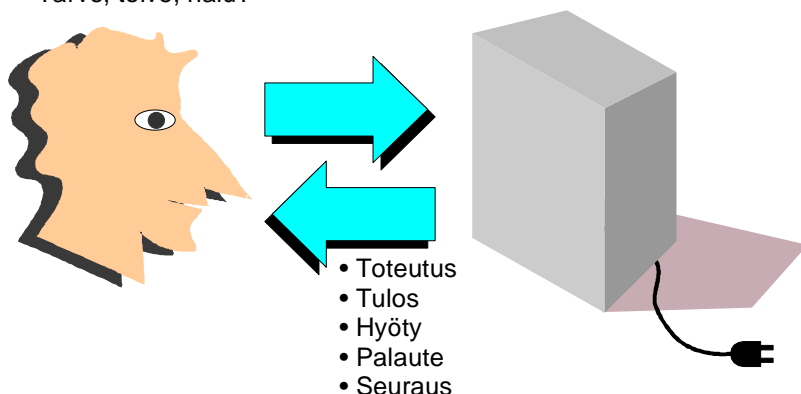 • Toteutus
• Tulos
• Hyöty
• Palaute
• Seuraus